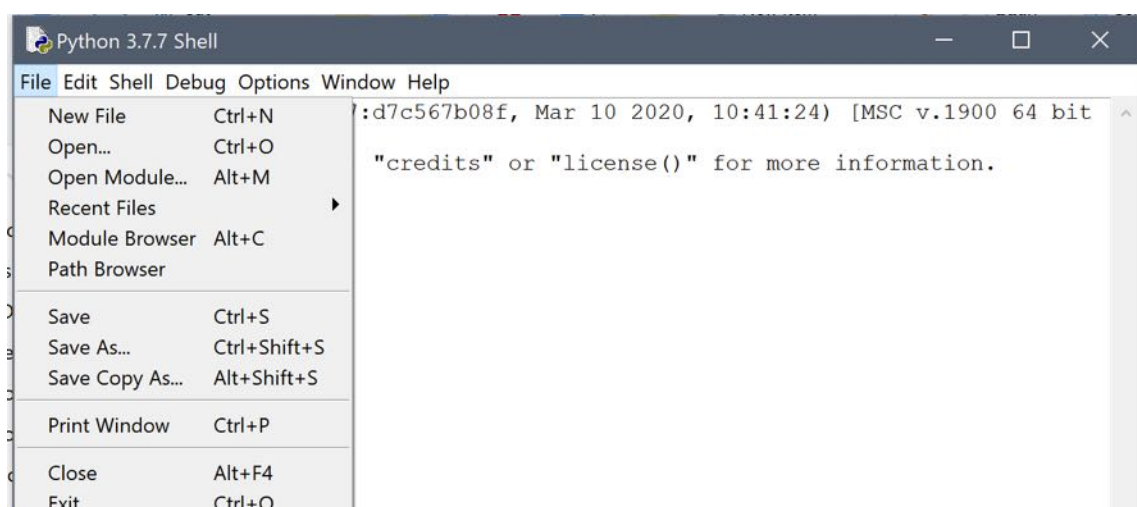 Python 3.7.7 Shell
File Edit Shell Debug Options Window Help
:d7c567b08f, Mar 10 2020, 10:41:24) [MSC v.1900 64 bit
"credits" or "license()" for more information.
New File Ctrl+N
Open... Ctrl+O
Open Module... Alt+M
Recent Files
Module Browser Alt+C
Path Browser
Save Ctrl+S
Save As... Ctrl+Shift+S
Save Copy As... Alt+Shift+S
Print Window Ctrl+P
Close Alt+F4
Exit Ctrl+Q